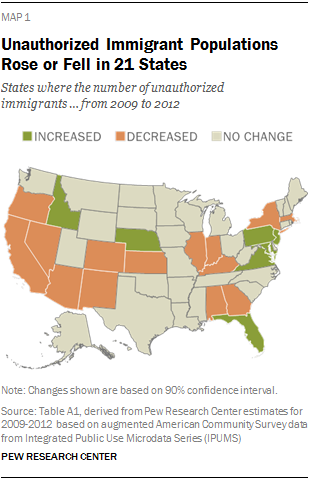 MAP 1
Unauthorized Immigrant Populations
Rose or Fell in 21 States
States where the number of unauthorized
immigrants ... from 2009 to 2012
INCREASED DECREASED NO CHANGE
Note: Changes shown are based on 90% confidence interval.
Source: Table A1, derived from Pew Research Center estimates for
2009-2012 based on augmented American Community Survey data
from Integrated Public Use Microdata Series (IPUMS)
PEW RESEARCH CENTER